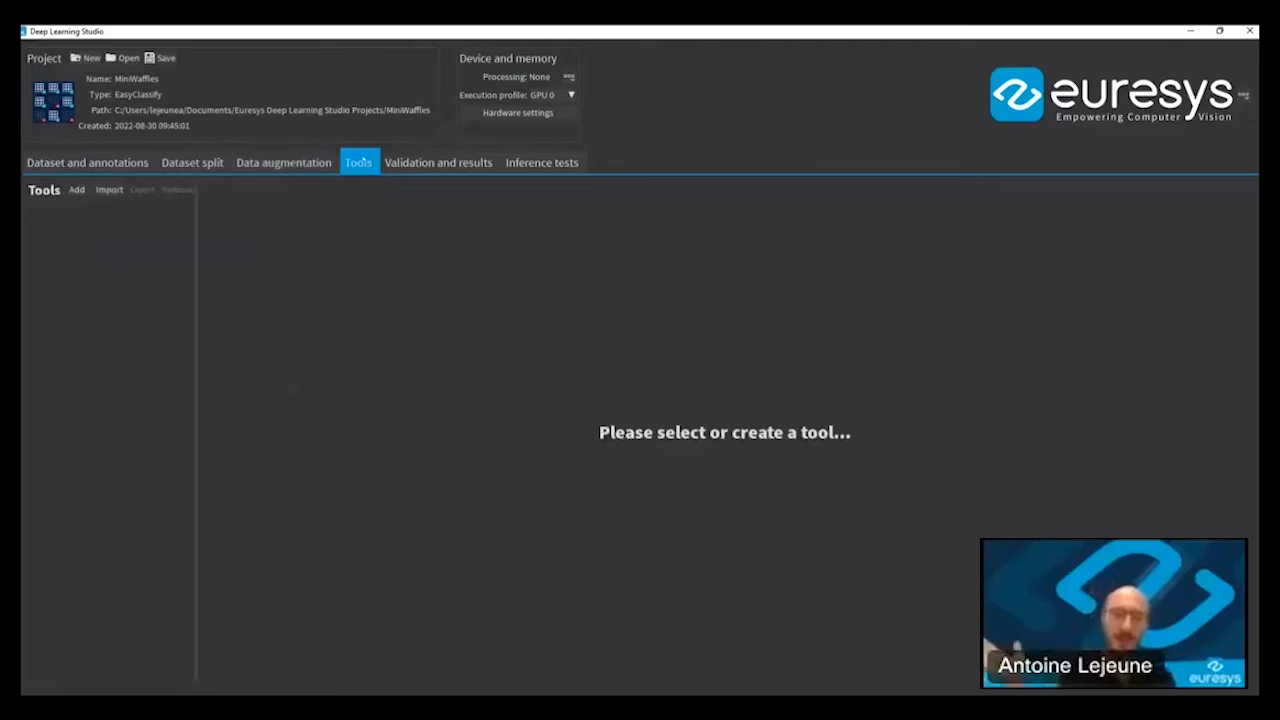 Deep Learning Studio
Project New Open Save
Name: MiniWaffles
Type: EasyClassify
Path: C:/Users/lejeunea/Documents/Euresys Deep Learning Studio Projects/MiniWaffles
Created: 2022-08-30 09:45:01
Device and memory
Processing: None
Execution profile: GPU 0
Hardware settings
euresys
Empowering Computer Vision
Dataset and annotations Dataset split Data augmentation Tools Validation and results Inference tests
Tools Add Import Export Remove
Please select or create a tool...
Antoine Lejeune
euresys